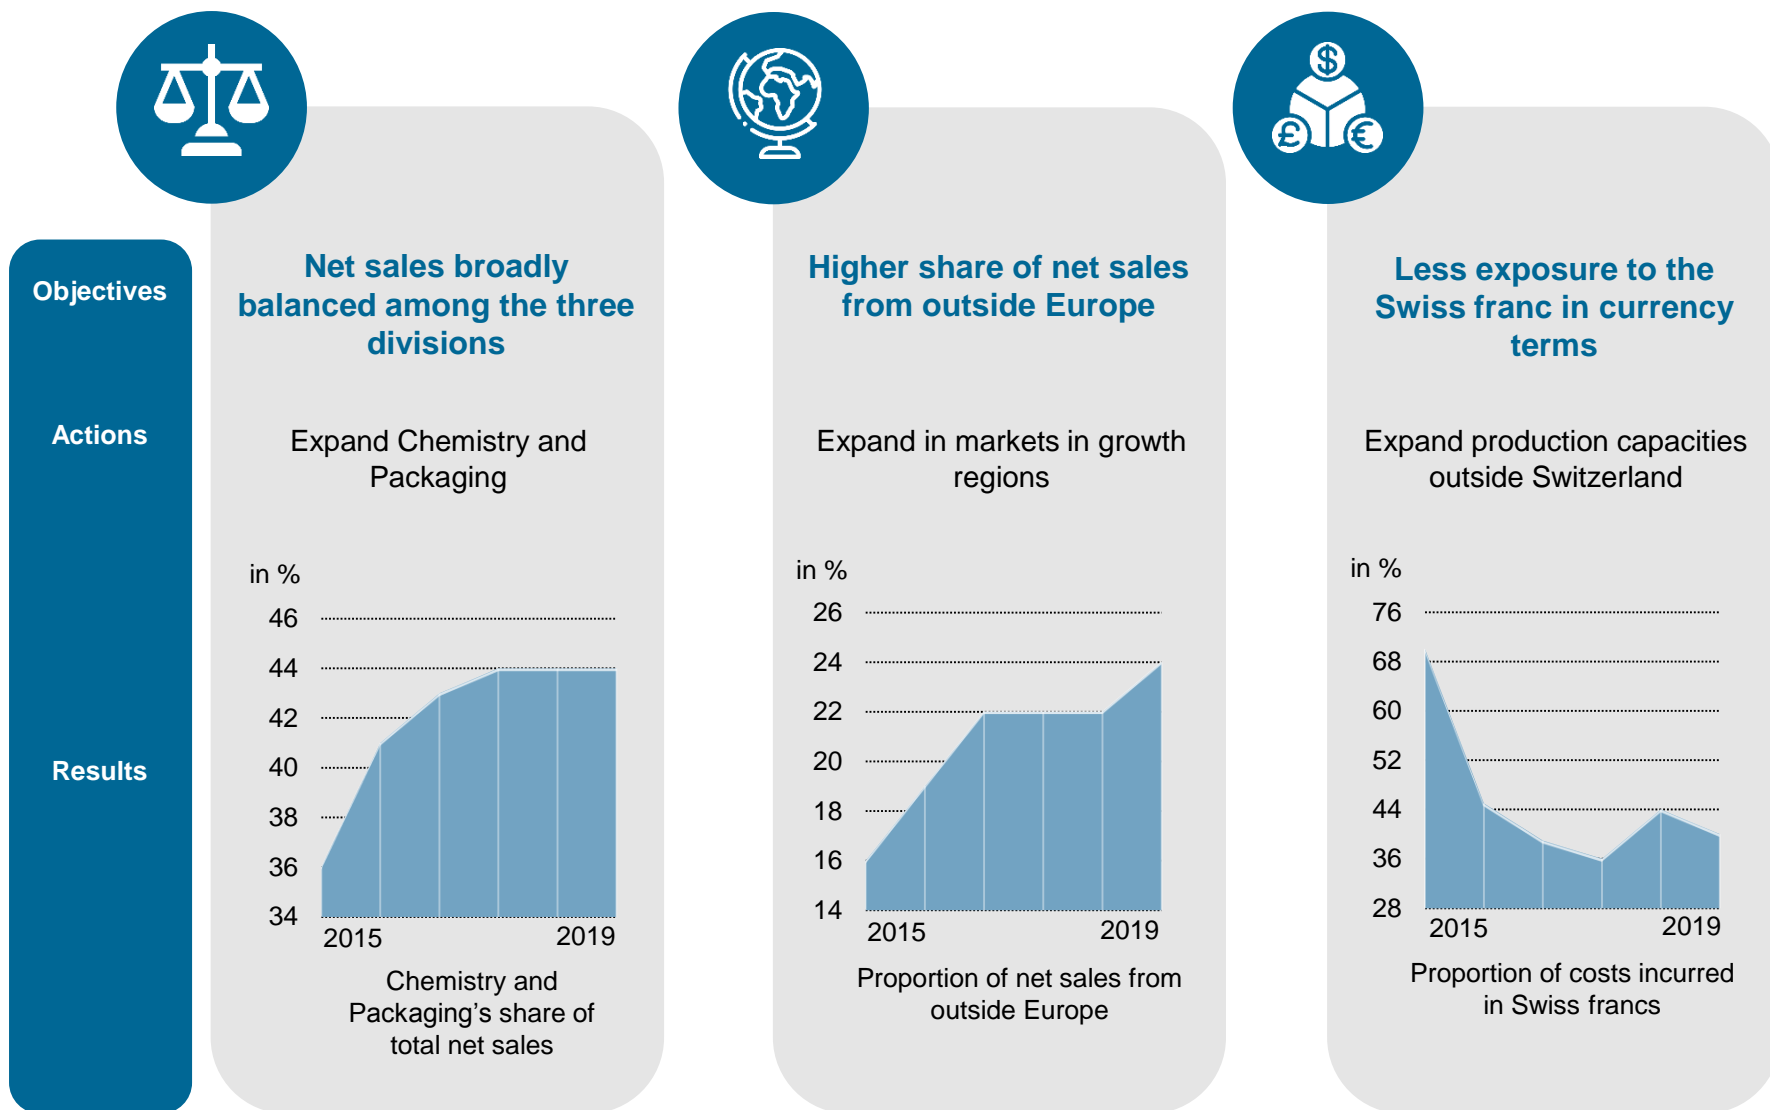 $
£
€
Objectives
Net sales broadly
balanced among the three
divisions
Higher share of net sales
from outside Europe
Less exposure to the
Swiss franc in currency
terms
Actions
Expand Chemistry and
Packaging
Expand in markets in growth
regions
Expand production capacities
outside Switzerland
Results
in %
46
44
42
40
38
36
34
2015
2019
Chemistry and
Packaging’s share of
total net sales
in %
26
24
22
20
18
16
14
2015
2019
Proportion of net sales from
outside Europe
in %
76
68
60
52
44
36
28
2015
2019
Proportion of costs incurred
in Swiss francs